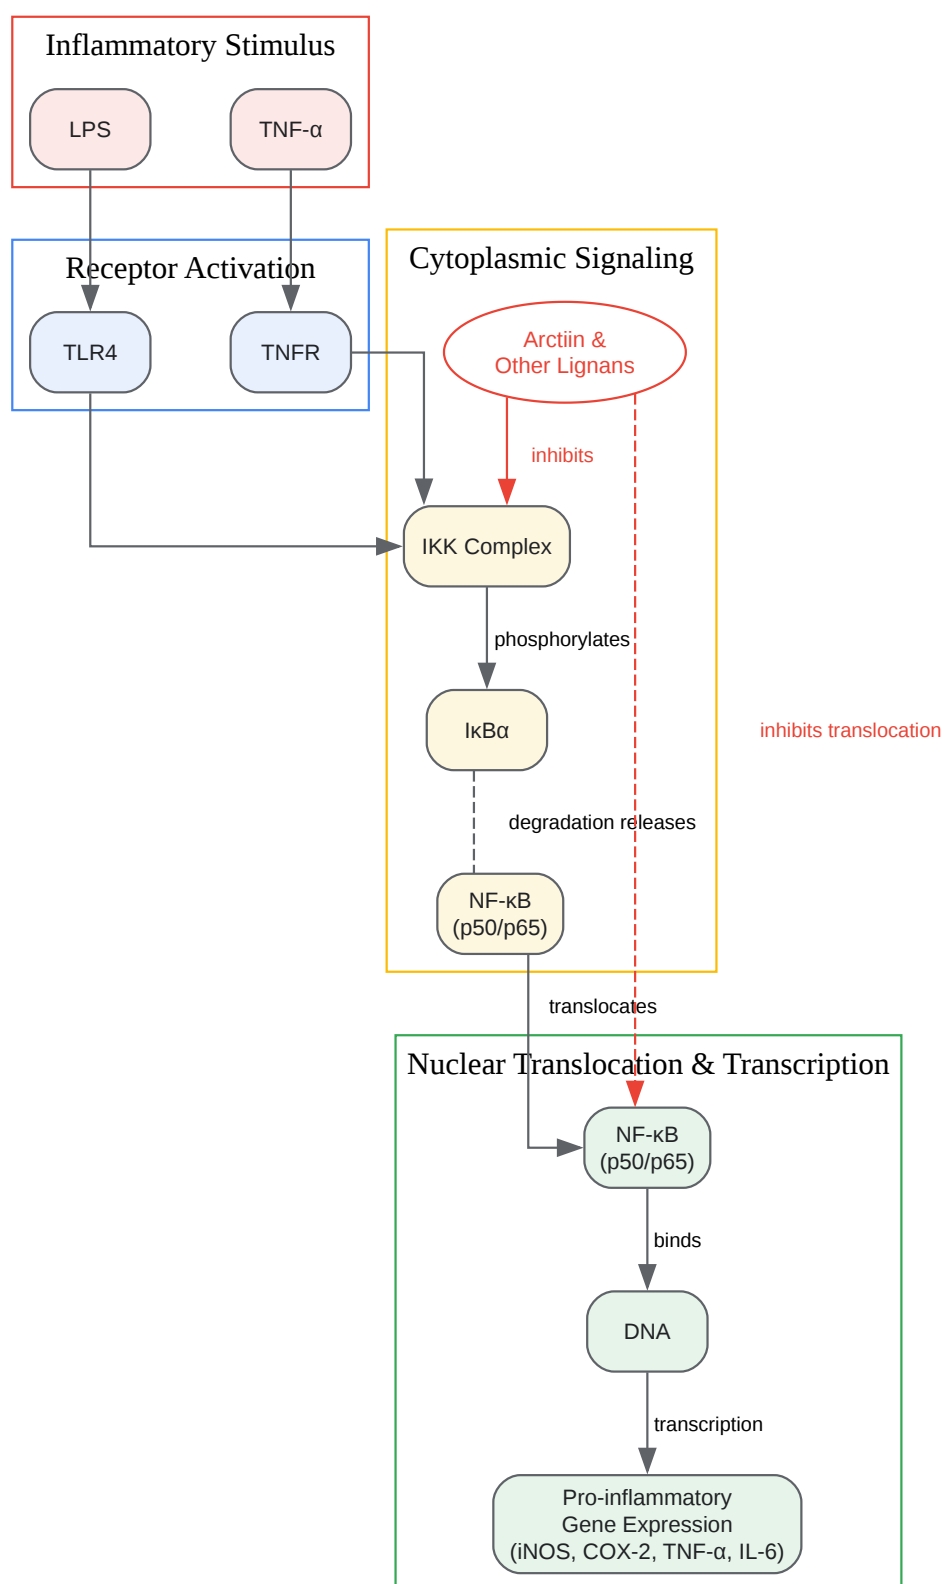 Inflammatory Stimulus
LPS
TNF-α
Receptor Activation
TLR4
TNFR
Cytoplasmic Signaling
Arctiin &
Other Lignans
inhibits
IKK Complex
phosphorylates
IκBα
inhibits translocation
degradation releases
NF-κB
(p50/p65)
translocates
Nuclear Translocation & Transcription
NF-κB
(p50/p65)
binds
DNA
transcription
Pro-inflammatory
Gene Expression
(iNOS, COX-2, TNF-α, IL-6)